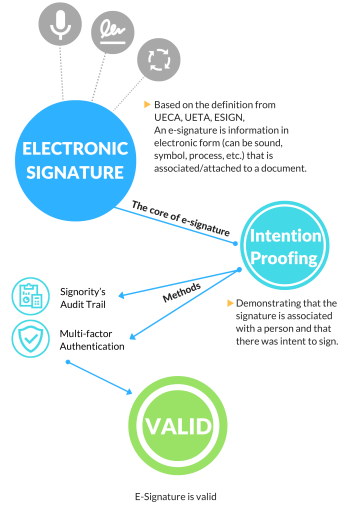 Based on the definition from
UECA, UETA, ESIGN,
An e-signature is information in
electronic form (can be sound,
symbol, process, etc.) that is
associated/attached to a document.
ELECTRONIC
SIGNATURE
The core of e-signature
Intention
Proofing
Methods
Signority's
Audit Trail
Multi-factor
Authentication
Demonstrating that the
signature is associated
with a person and that
there was intent to sign.
VALID
E-Signature is valid